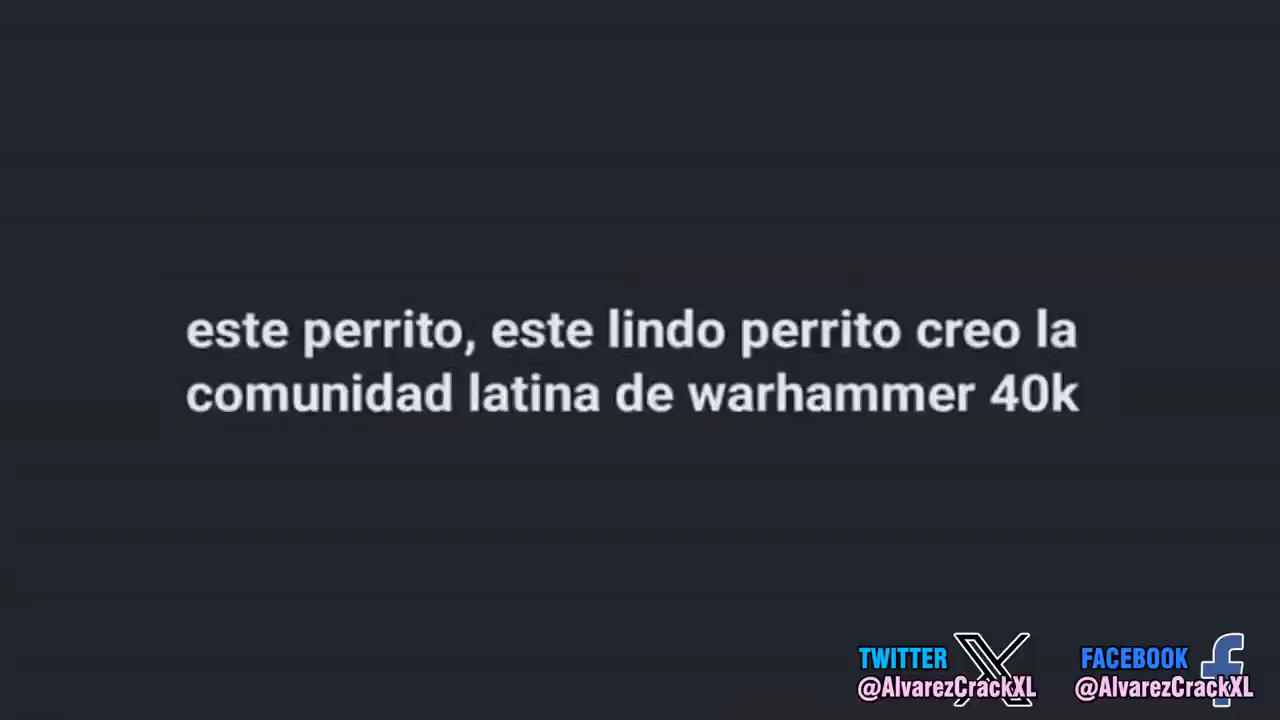 este perrito, este lindo perrito creo la
comunidad latina de warhammer 40k
TWITTER
@AlvarezCrackXL
FACEBOOK
@AlvarezCrackXL